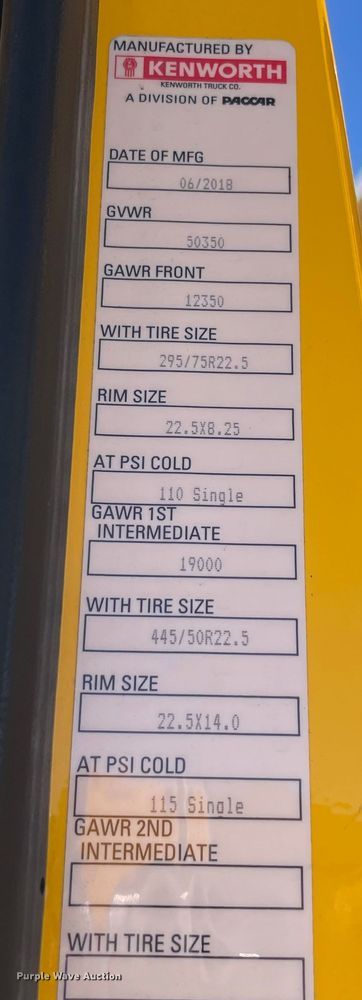 MANUFACTURED BY
KENWORTH
KENWORTH TRUCK CO.
A DIVISION OF PACCAR
DATE OF MFG
06/2018
GVWR
50350
GAWR FRONT
12350
WITH TIRE SIZE
295/75R22.5
RIM SIZE
22.5X8.25
AT PSI COLD
110 Single
GAWR 1ST
INTERMEDIATE
19000
WITH TIRE SIZE
445/50R22.5
RIM SIZE
22.5X14.0
AT PSI COLD
115 Single
GAWR 2ND
INTERMEDIATE
WITH TIRE SIZE
Purple Wave Auction